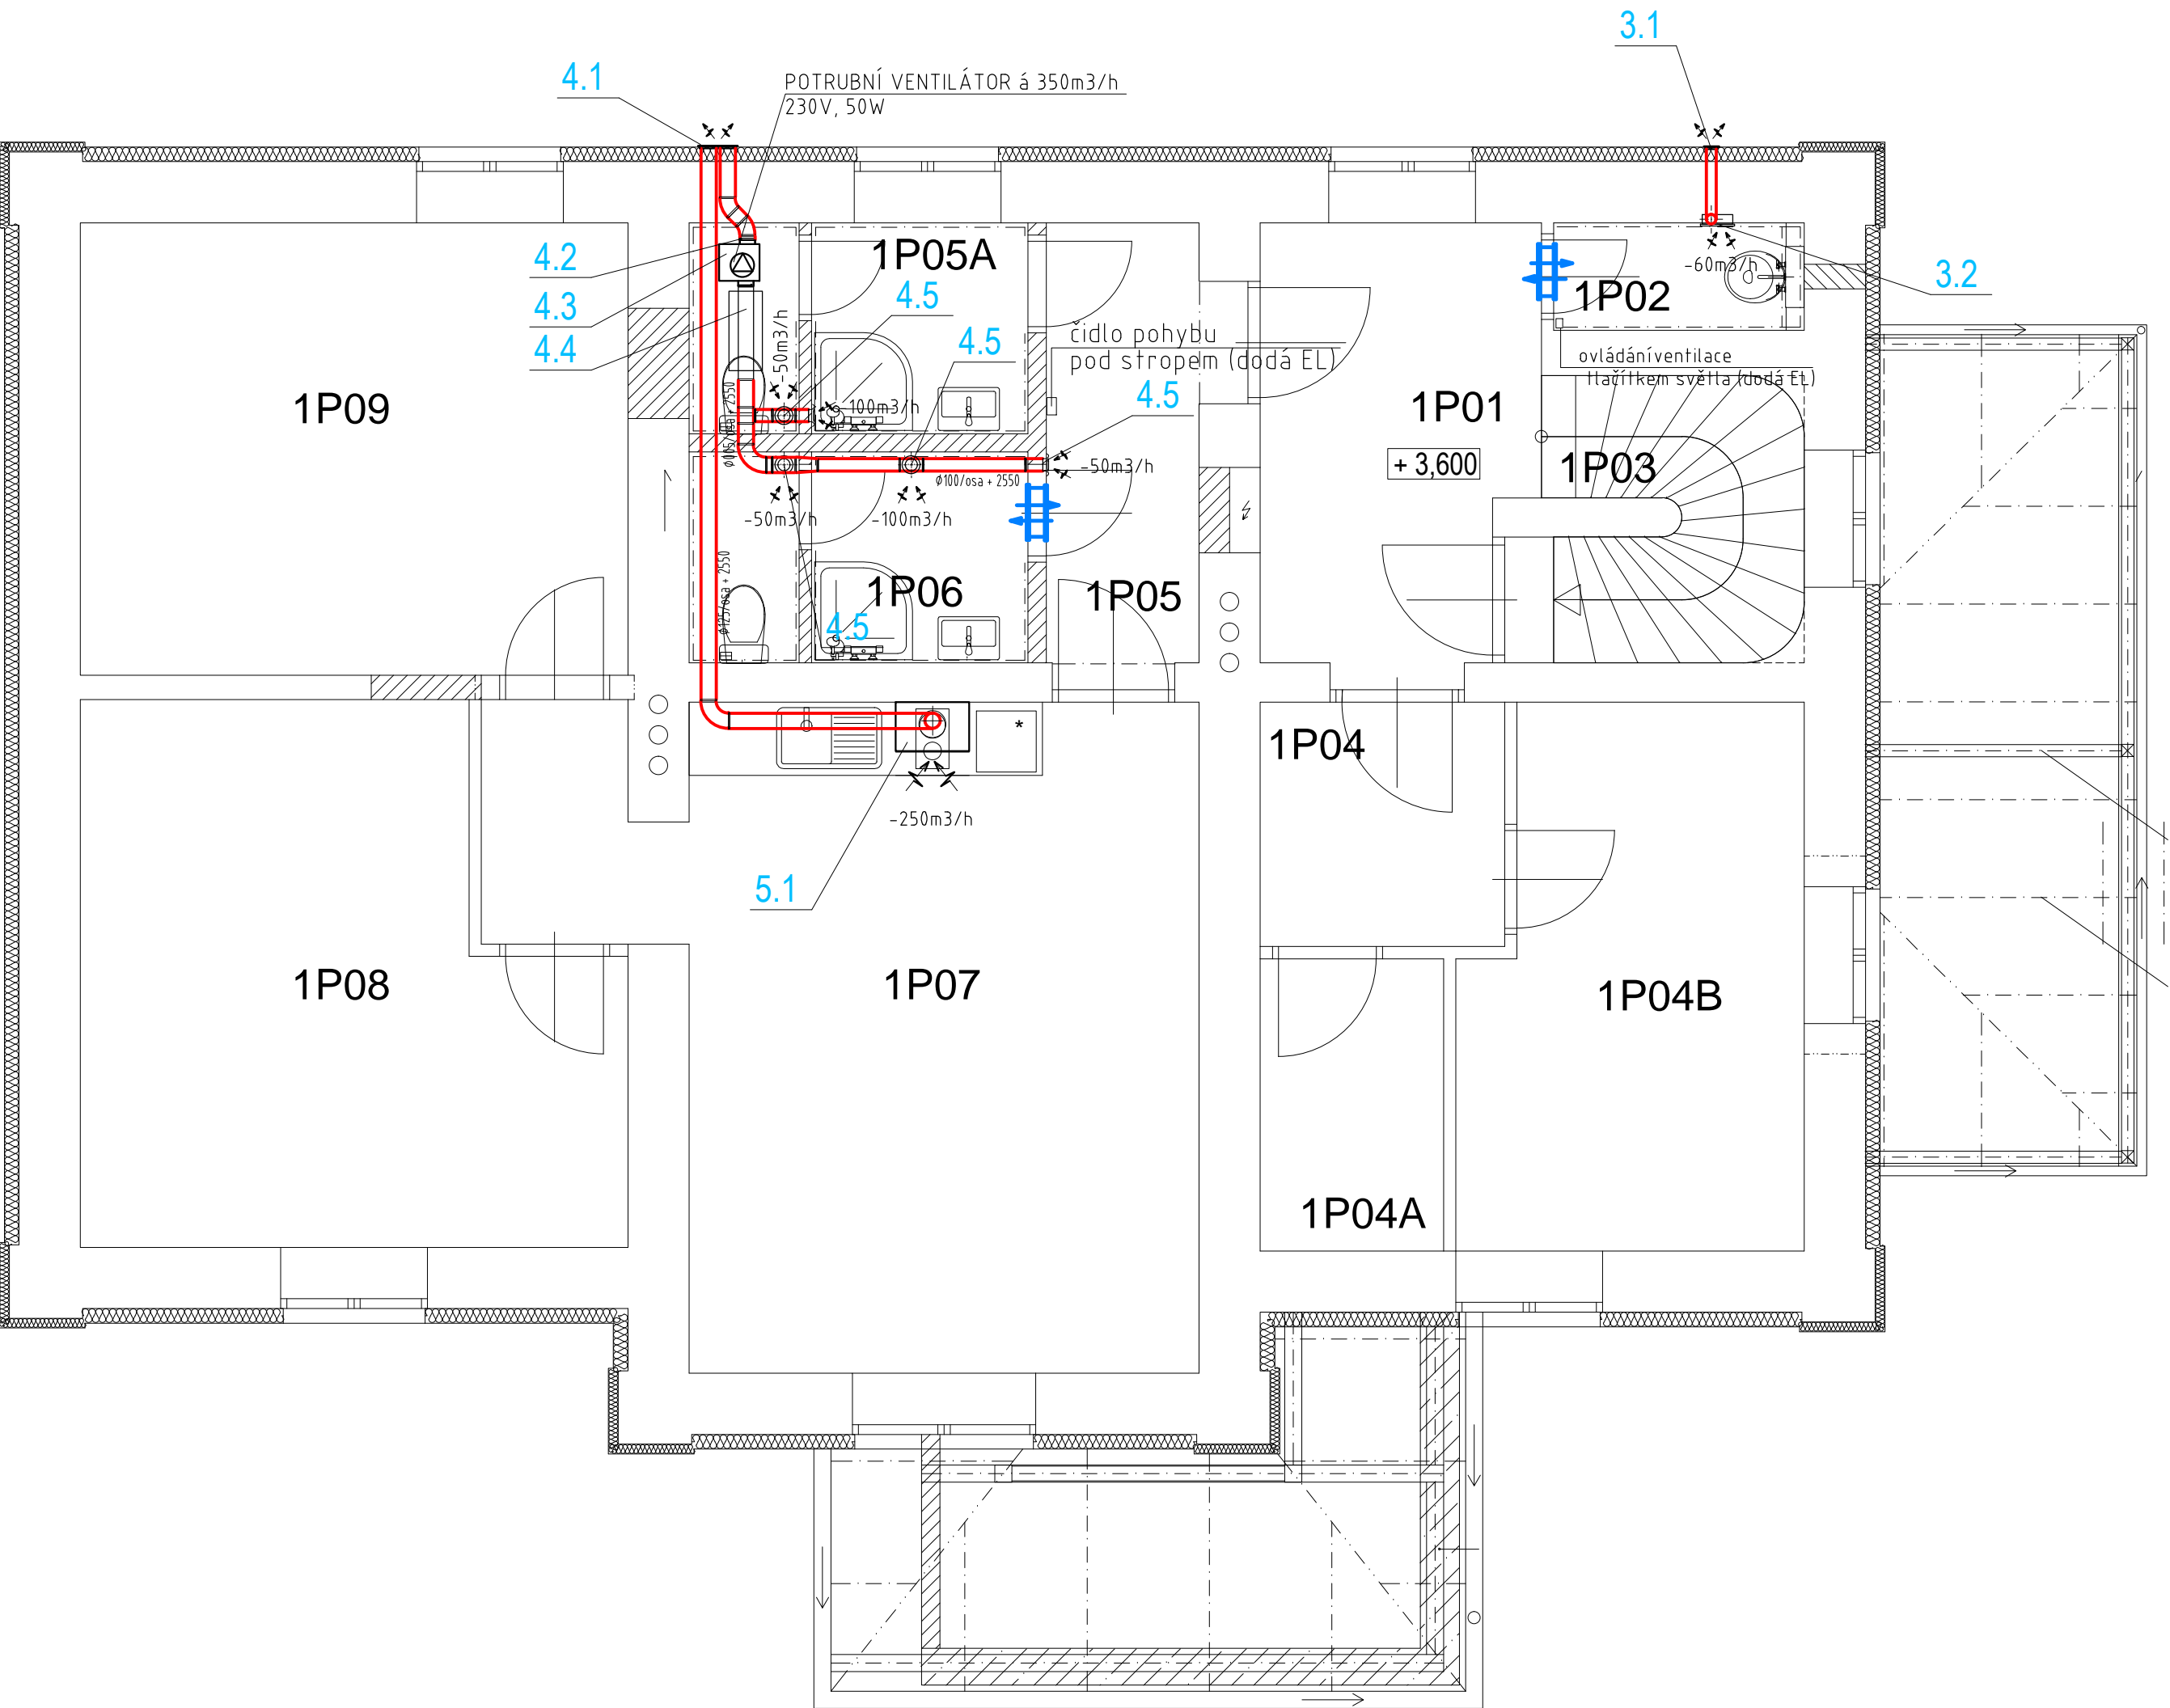 3.1
4.1
POTRUBNÍ VENTILÁTOR á 350m3/h
230V, 50W
1P05A
4.2
4.3
4.4
4.5
-50m3/h
4.5
-60m3/h
3.2
1P02
čidlo pohybu
pod stropem (dodá EL)
ovládáníventilace
tlačítkem světla (dodá EL)
4.5
1P09
-100m3/h
1P01
+ 3,600
1P03
-50m3/h
ø100/osa + 2550
-50m3/h
-100m3/h
ø125/osa + 2550
1P06
1P05
4.5
1P04
*
-250m3/h
5.1
1P08
1P07
1P04B
1P04A